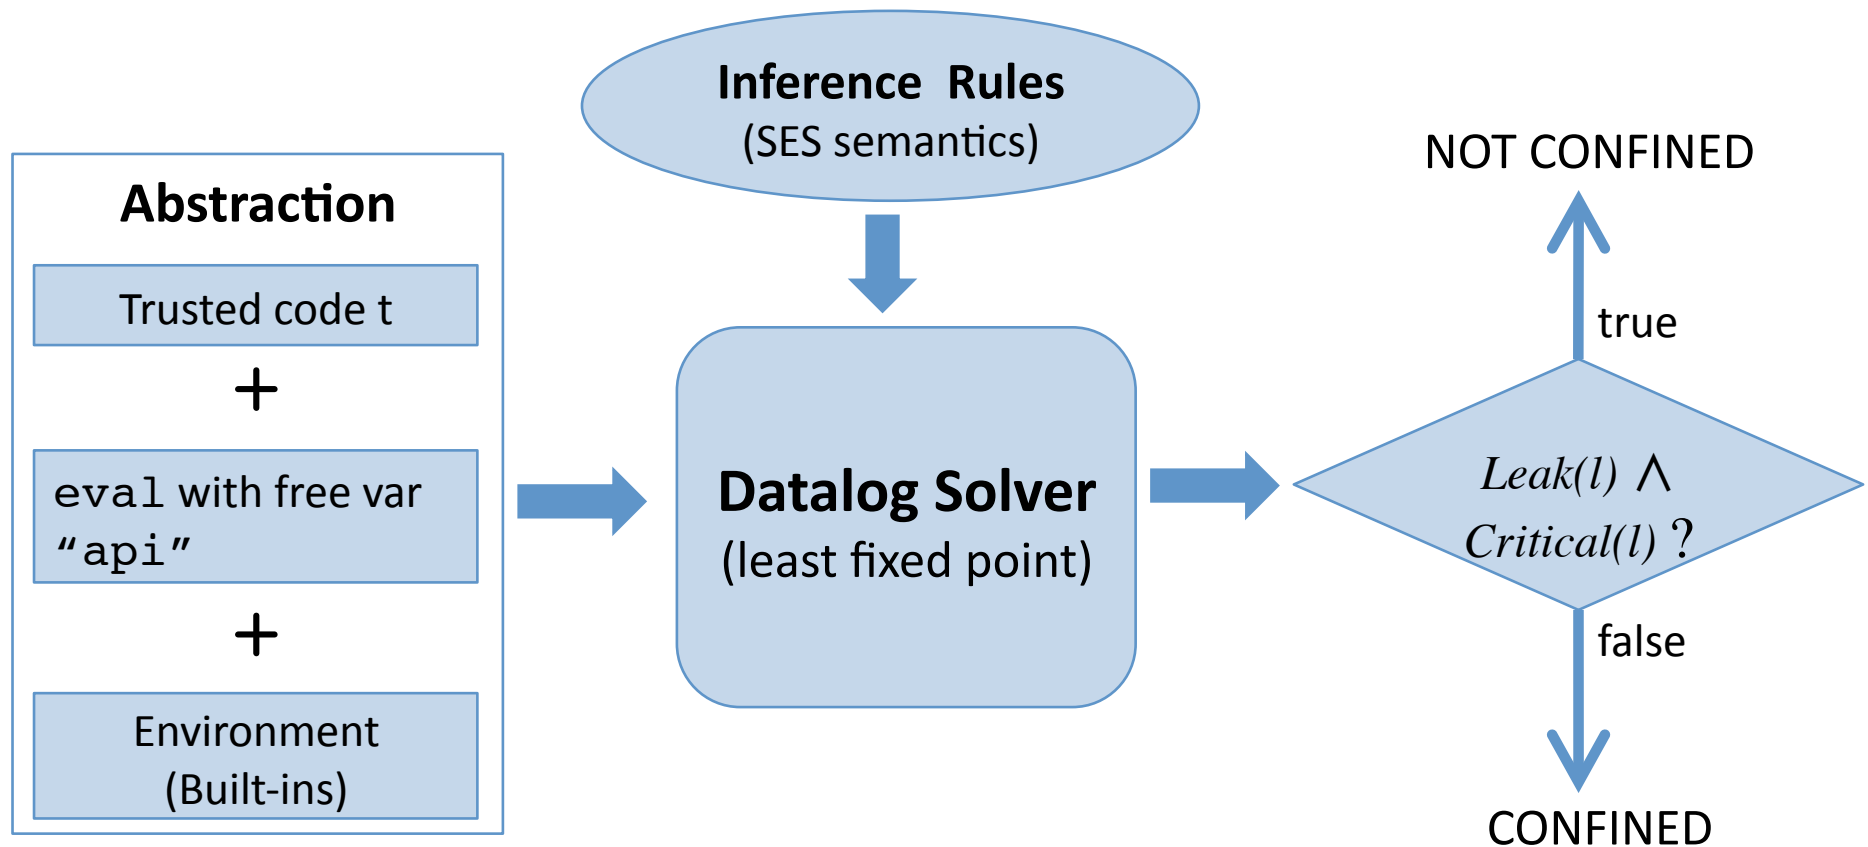 Inference Rules
(SES semantics)
Abstraction
Trusted code t
+
eval with free var
“api”
+
Environment
(Built-ins)
Datalog Solver
(least fixed point)
NOT CONFINED
true
Leak(l) ∧
Critical(l) ?
false
CONFINED